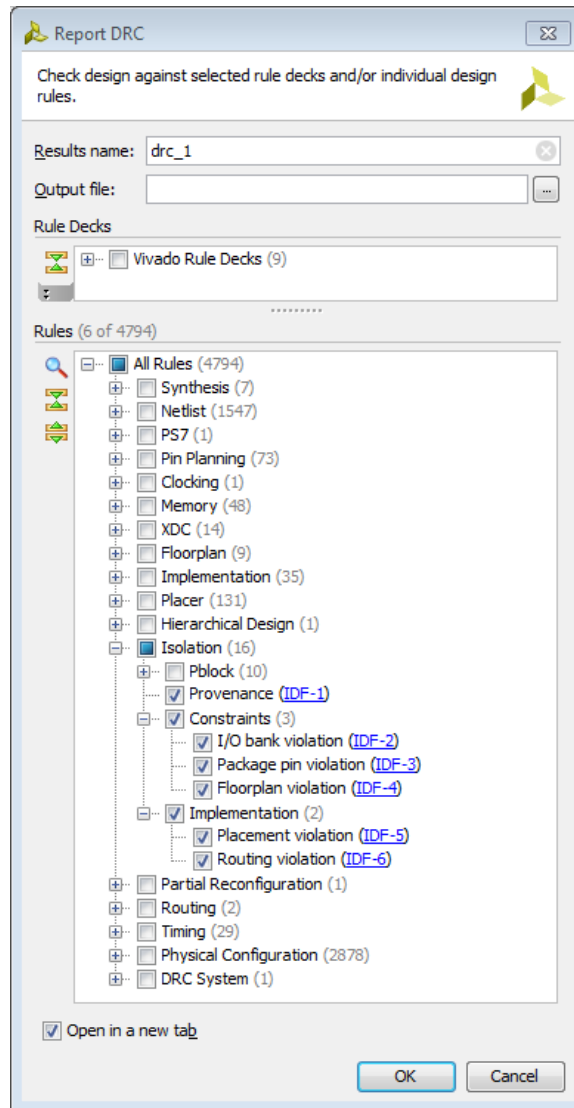 Report DRC
Check design against selected rule decks and/or individual design
rules.
Results name: drc_1
Output file:
...
Rule Decks
Vivado Rule Decks (9)
Rules (6 of 4794)
All Rules (4794)
Synthesis (7)
Netlist (1547)
PS7 (1)
Pin Planning (73)
Clocking (1)
Memory (48)
XDC (14)
Floorplan (9)
Implementation (35)
Placer (131)
Hierarchical Design (1)
Isolation (16)
Pblock (10)
Provenance (IDF-1)
Constraints (3)
I/O bank violation (IDF-2)
Package pin violation (IDF-3)
Floorplan violation (IDF-4)
Implementation (2)
Placement violation (IDF-5)
Routing violation (IDF-6)
Partial Reconfiguration (1)
Routing (2)
Timing (29)
Physical Configuration (2878)
DRC System (1)
Open in a new tab
OK Cancel